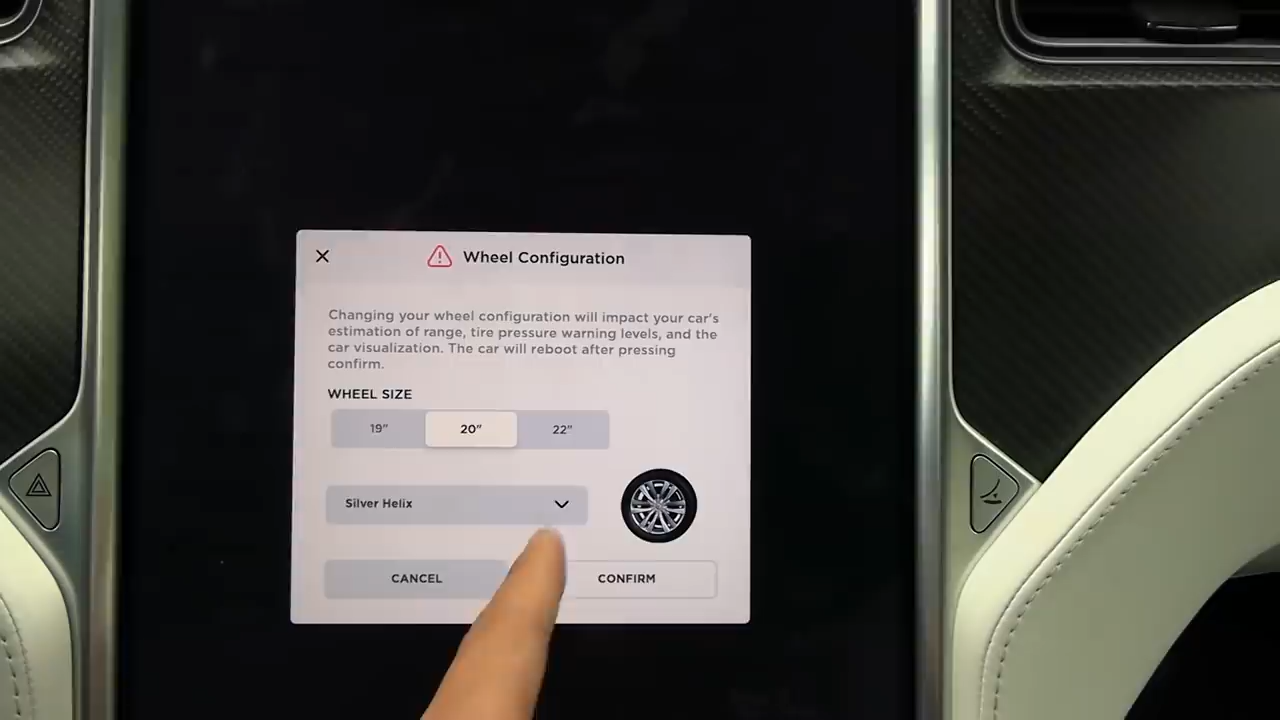 Wheel Configuration
Changing your wheel configuration will impact your car's
estimation of range, tire pressure warning levels, and the
car visualization. The car will reboot after pressing
confirm.
WHEEL SIZE
19"
20"
22"
Silver Helix
CANCEL
CONFIRM